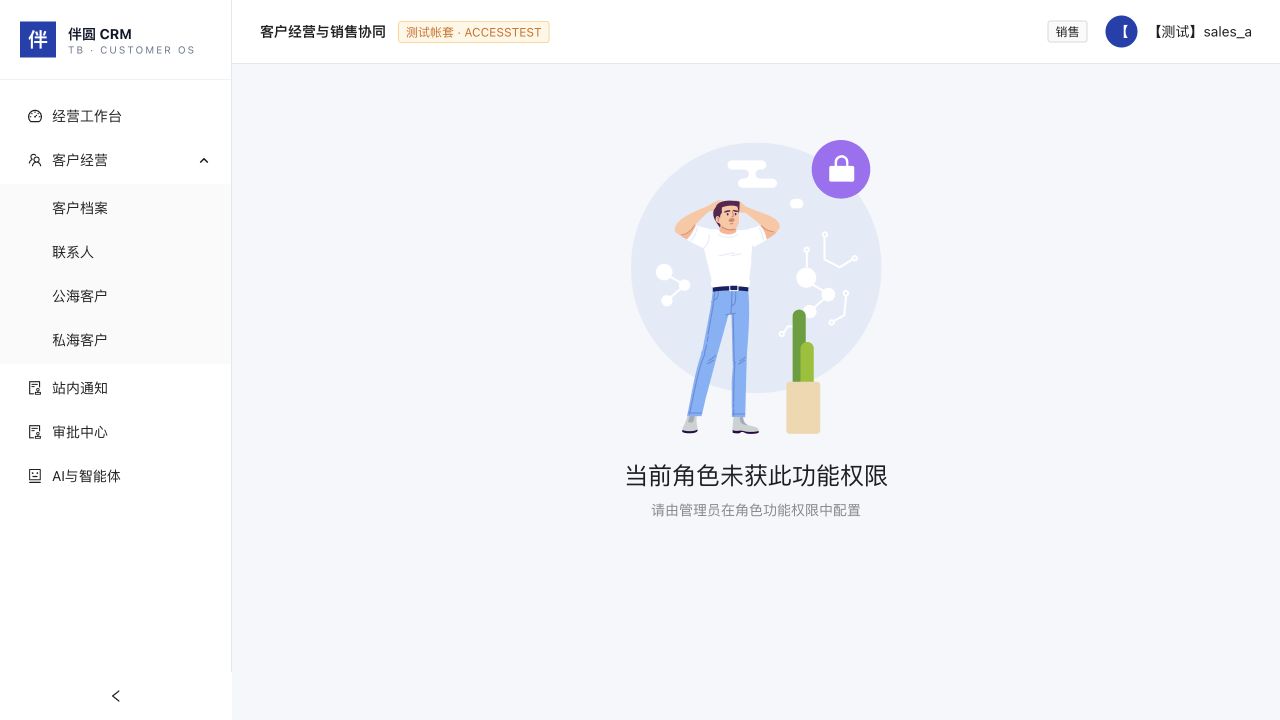 伴
伴圆 CRM
TB · CUSTOMER OS
客户经营与销售协同
测试帐套 · ACCESSTEST
销售
【
【测试】sales_a
经营工作台
客户经营
客户档案
联系人
公海客户
私海客户
站内通知
审批中心
AI与智能体
当前角色未获此功能权限
请由管理员在角色功能权限中配置